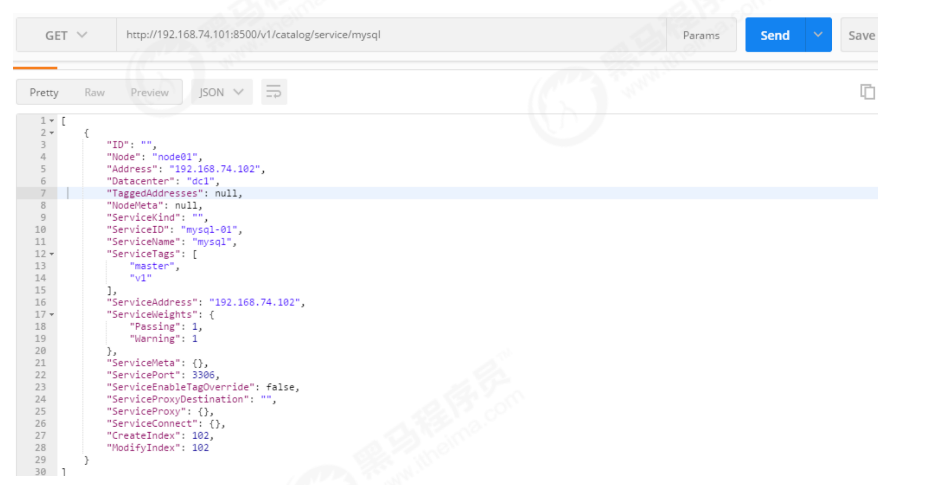 GET http://192.168.74.101:8500/v1/catalog/service/mysql Params Send Save
Pretty Raw Preview JSON
1 [
2 {
3 "ID": "",
4 "Node": "node01",
5 "Address": "192.168.74.102",
6 "Datacenter": "dc1",
7 "TaggedAddresses": null,
8 "NodeMeta": null,
9 "ServiceKind": "",
10 "ServiceID": "mysql-01",
11 "ServiceName": "mysql",
12 "ServiceTags": [
13 "master",
14 "v1"
15 ],
16 "ServiceAddress": "192.168.74.102",
17 "ServiceWeights": {
18 "Passing": 1,
19 "Warning": 1
20 },
21 "ServiceMeta": {},
22 "ServicePort": 3306,
23 "ServiceEnableTagOverride": false,
24 "ServiceProxyDestination": "",
25 "ServiceProxy": {},
26 "ServiceConnect": {},
27 "CreateIndex": 102,
28 "ModifyIndex": 102
29 }
30 ]
黑马程序员
www.itheima.com